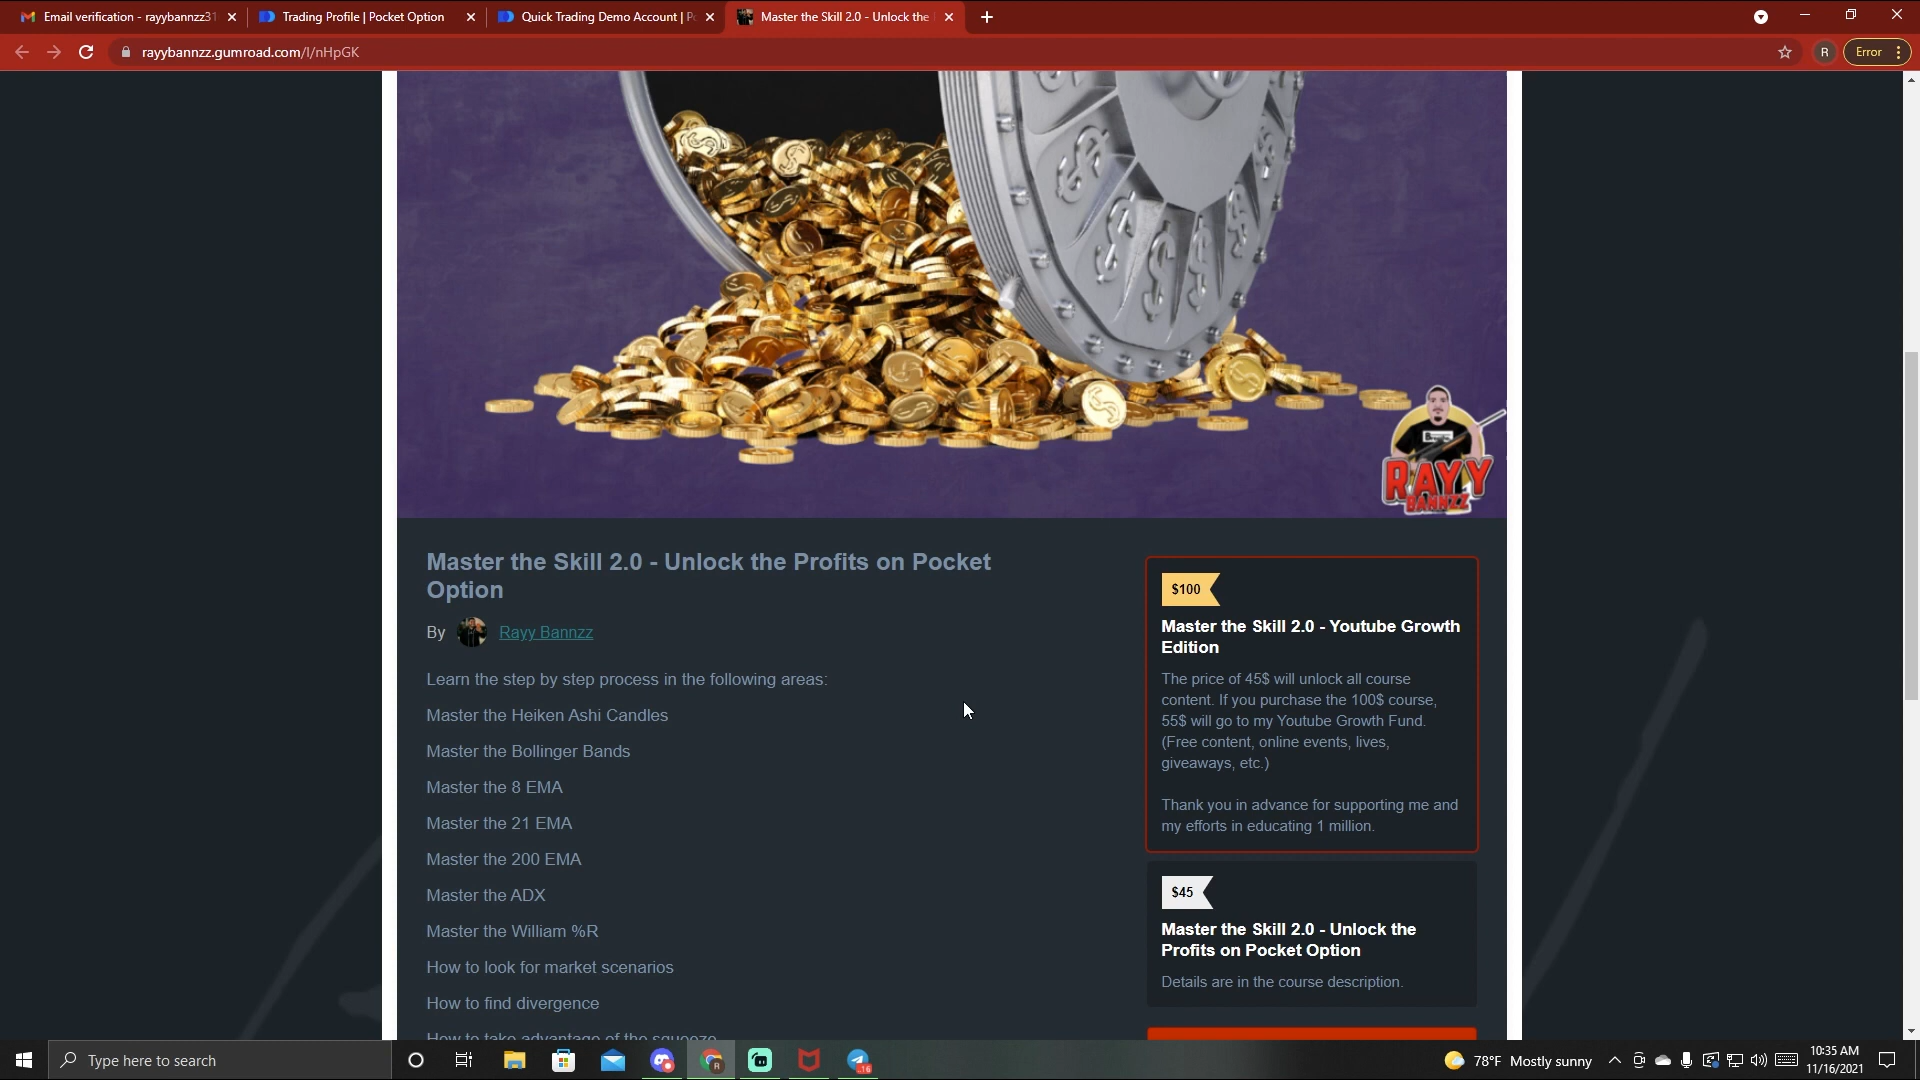 Email verification - rayybannzz31
Trading Profile | Pocket Option
Quick Trading Demo Account | P
Master the Skill 2.0 - Unlock the
rayybannzz.gumroad.com/l/nHpGK
R
Error
RAYY
BANNZZ
Master the Skill 2.0 - Unlock the Profits on Pocket
Option
By Rayy Bannzz
Learn the step by step process in the following areas:
Master the Heiken Ashi Candles
Master the Bollinger Bands
Master the 8 EMA
Master the 21 EMA
Master the 200 EMA
Master the ADX
Master the William %R
How to look for market scenarios
How to find divergence
How to take advantage of the squeeze
$100
Master the Skill 2.0 - Youtube Growth
Edition
The price of 45$ will unlock all course
content. If you purchase the 100$ course,
55$ will go to my Youtube Growth Fund.
(Free content, online events, lives,
giveaways, etc.)
Thank you in advance for supporting me and
my efforts in educating 1 million.
$45
Master the Skill 2.0 - Unlock the
Profits on Pocket Option
Details are in the course description.
Type here to search
78°F Mostly sunny
10:35 AM
11/16/2021